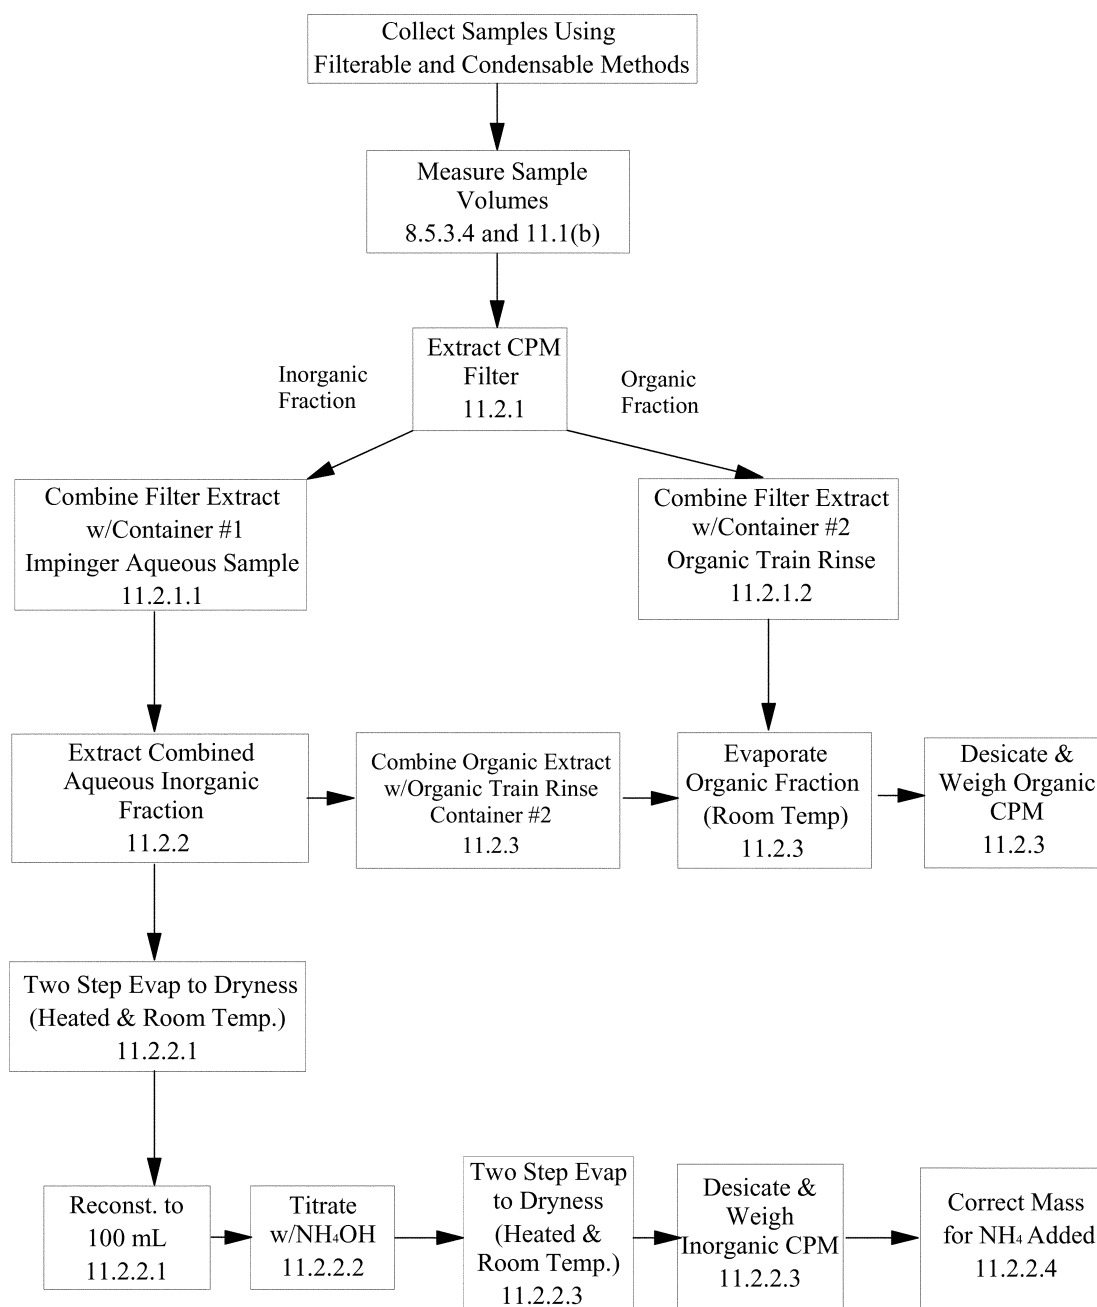 Collect Samples Using
Filterable and Condensable Methods
Measure Sample
Volumes
8.5.3.4 and 11.1(b)
Extract CPM
Filter
11.2.1
Inorganic
Fraction
Organic
Fraction
Combine Filter Extract
w/Container #1
Impinger Aqueous Sample
11.2.1.1
Combine Filter Extract
w/Container #2
Organic Train Rinse
11.2.1.2
Extract Combined
Aqueous Inorganic
Fraction
11.2.2
Combine Organic Extract
w/Organic Train Rinse
Container #2
11.2.3
Evaporate
Organic Fraction
(Room Temp)
11.2.3
Desicate &
Weigh Organic
CPM
11.2.3
Two Step Evap to Dryness
(Heated & Room Temp.)
11.2.2.1
Reconst. to
100 mL
11.2.2.1
Titrate
w/NH₄OH
11.2.2.2
Two Step Evap
to Dryness
(Heated &
Room Temp.)
11.2.2.3
Desicate &
Weigh
Inorganic CPM
11.2.2.3
Correct Mass
for NH₄ Added
11.2.2.4